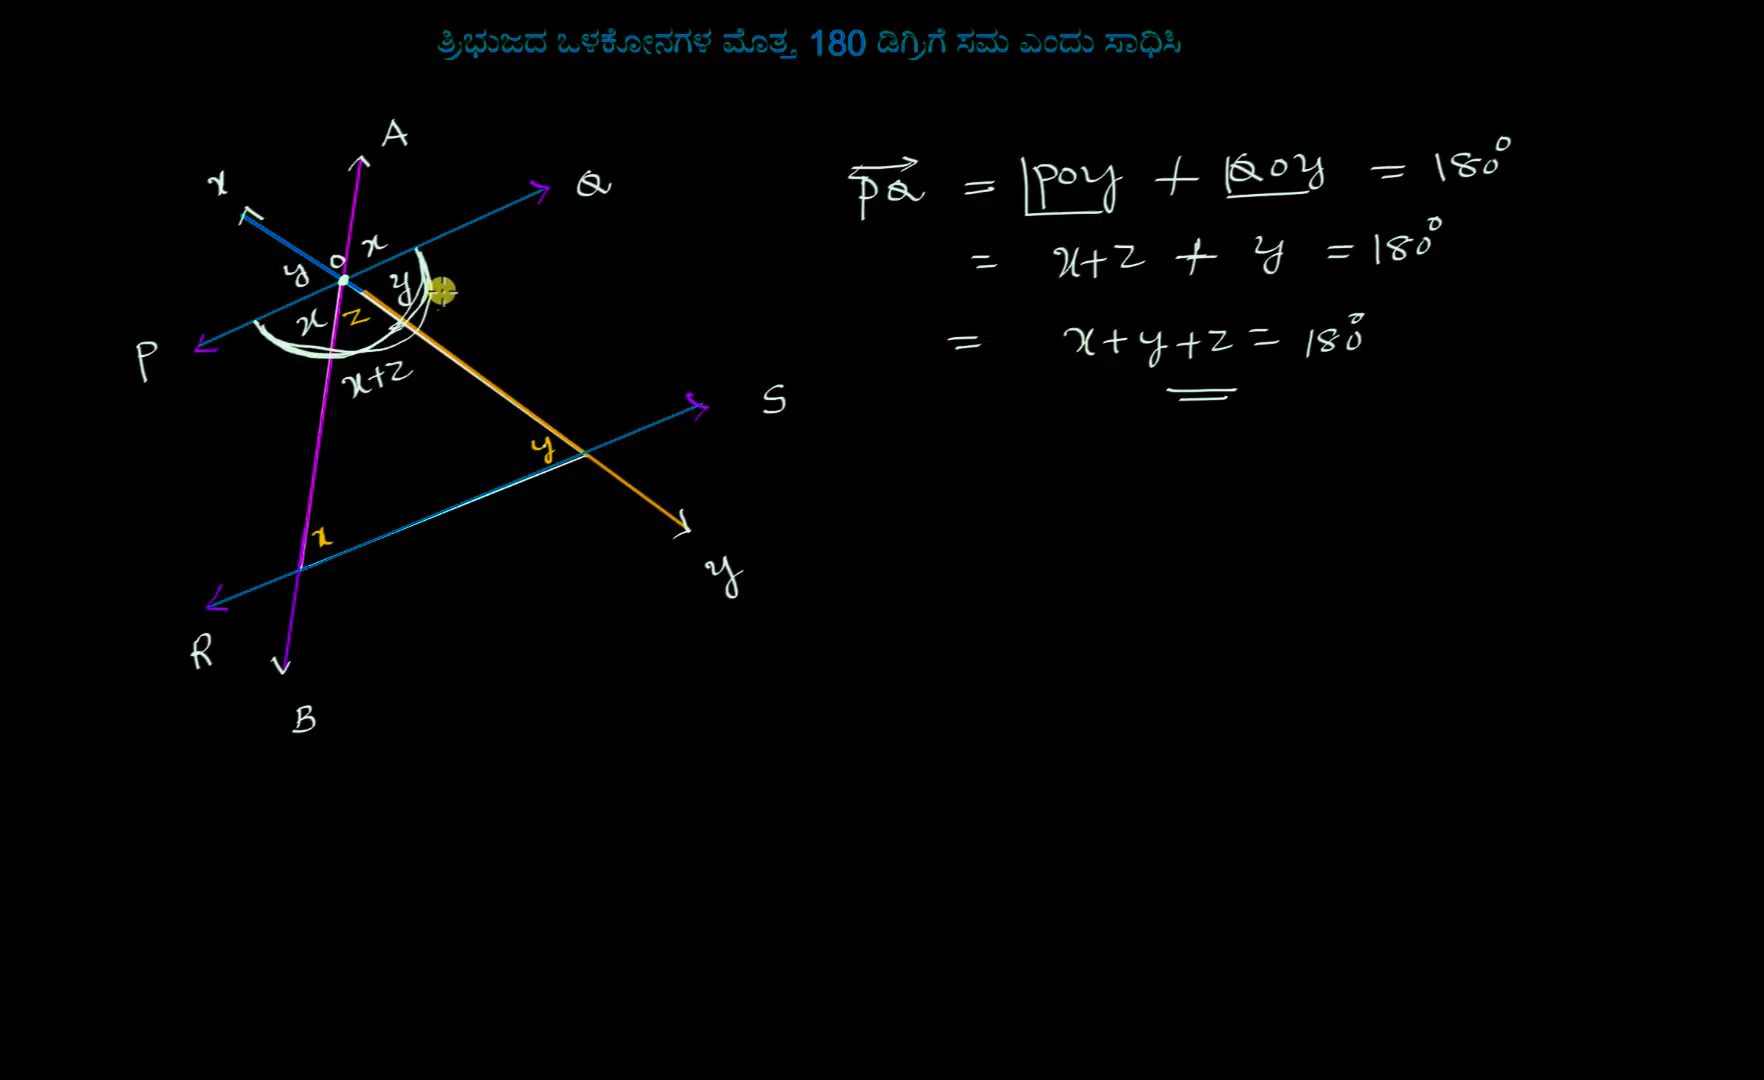 ತ್ರಿಭುಜದ ಒಳಕೋನಗಳ ಮೊತ್ತ 180 ಡಿಗ್ರಿಗೆ ಸಮ ಎಂದು ಸಾಧಿಸಿ
A
x
Q
O x
y y
x z
P
x+z
S
y
x
y
R
B
PQ = ∠POY + ∠QOY = 180°
= x+z + y = 180°
= x+y+z = 180°